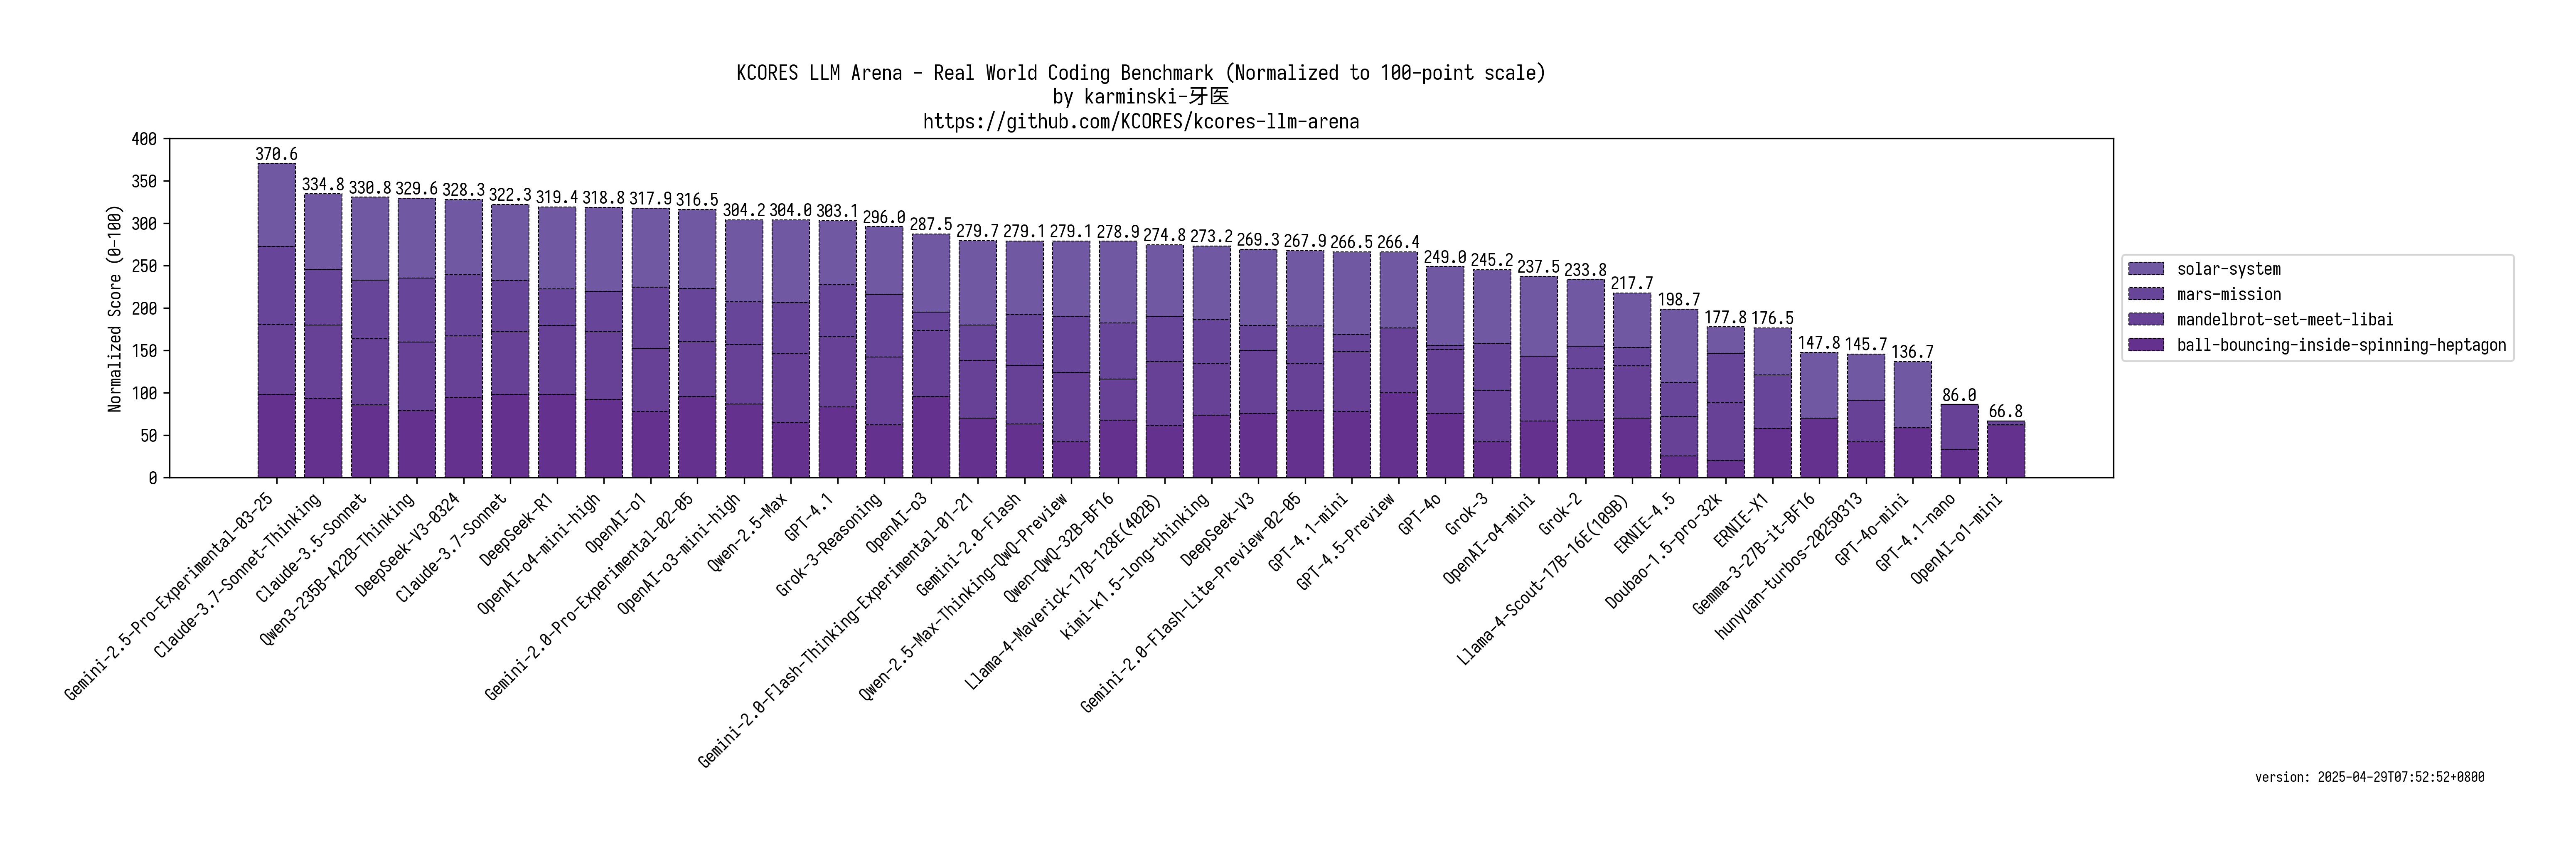 KCORES LLM Arena - Real World Coding Benchmark (Normalized to 100-point scale)
by karminski-牙医
https://github.com/KCORES/kcores-llm-arena
Normalized Score (0-100)
400
350
300
250
200
150
100
50
0
370.6
334.8
330.8
329.6
328.3
322.3
319.4
318.8
317.9
316.5
304.2
304.0
303.1
296.0
287.5
279.7
279.1
279.1
278.9
274.8
273.2
269.3
267.9
266.5
266.4
249.0
245.2
237.5
233.8
217.7
198.7
177.8
176.5
147.8
145.7
136.7
86.0
66.8
Gemini-2.5-Pro-Experimental-03-25
Claude-3.7-Sonnet-Thinking
Claude-3.5-Sonnet
Qwen3-235B-A22B-Thinking
DeepSeek-V3-0324
Claude-3.7-Sonnet
DeepSeek-R1
OpenAI-o4-mini-high
OpenAI-o1
Gemini-2.0-Pro-Experimental-02-05
OpenAI-o3-mini-high
Qwen-2.5-Max
GPT-4.1
Grok-3-Reasoning
OpenAI-o3
Gemini-2.0-Flash-Thinking-Experimental-01-21
Gemini-2.0-Flash
Qwen-2.5-Max-Thinking-QwQ-Preview
Qwen-QwQ-32B-BF16
Llama-4-Maverick-17B-128E(402B)
kimi-k1.5-long-thinking
DeepSeek-V3
Gemini-2.0-Flash-Lite-Preview-02-05
GPT-4.1-mini
GPT-4.5-Preview
GPT-4o
Grok-3
OpenAI-o4-mini
Grok-2
Llama-4-Scout-17B-16E(109B)
ERNIE-4.5
Doubao-1.5-pro-32k
ERNIE-X1
Gemma-3-27B-it-BF16
hunyuan-turbos-20250313
GPT-4o-mini
GPT-4.1-nano
OpenAI-o1-mini
solar-system
mars-mission
mandelbrot-set-meet-libai
ball-bouncing-inside-spinning-heptagon
version: 2025-04-29T07:52:52+0800